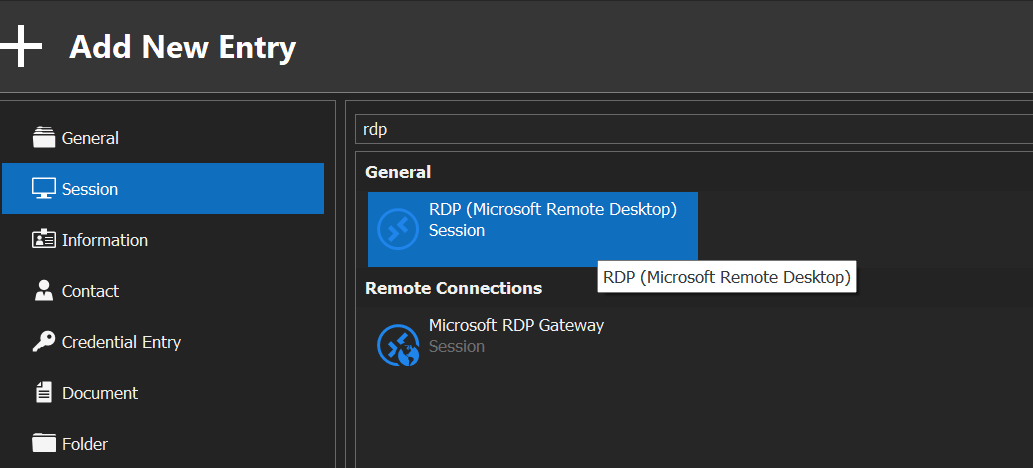 Add New Entry
General
Session
Information
Contact
Credential Entry
Document
Folder
rdp
General
RDP (Microsoft Remote Desktop)
Session
RDP (Microsoft Remote Desktop)
Remote Connections
Microsoft RDP Gateway
Session